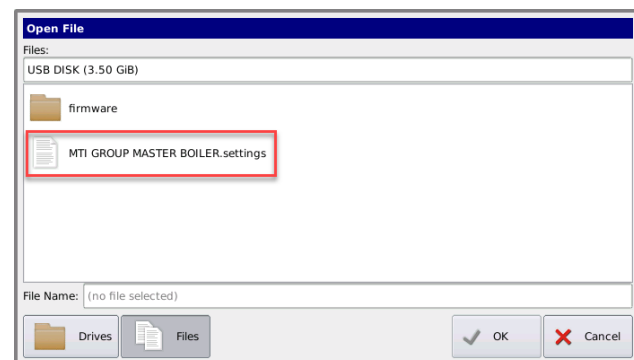 Open File
Files:
USB DISK (3.50 GiB)
firmware
MTI GROUP MASTER BOILER.settings
File Name: (no file selected)
Drives Files OK Cancel